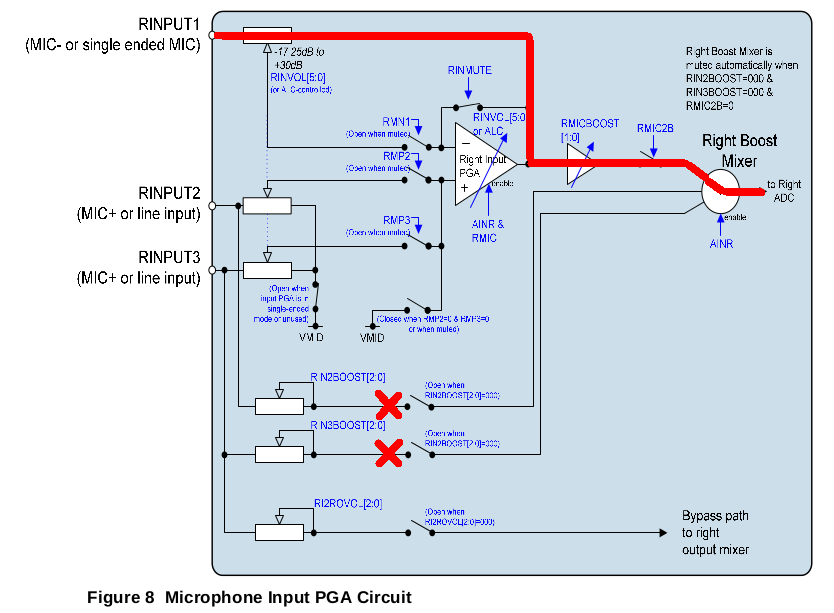 RINPUT1
(MIC- or single ended MIC)
-17.25dB to
+30dB
RINVOL[5:0]
(or ALC-controlled)
RINMUTE
RINVOL[5:0]
or ALC
Right Boost Mixer is
muted automatically when
RIN2BOOST=000 &
RIN3BOOST=000 &
RMIC2B=0
RMN1
(Open when muted)
RMP2
(Open when muted)
Right Input
PGA
−
+
enable
RMICBOOST
[1:0]
RMIC2B
Right Boost
Mixer
to Right
ADC
enable
AINR
AINR &
RMIC
RINPUT2
(MIC+ or line input)
RMP3
(Open when muted)
RINPUT3
(MIC+ or line input)
(Open when
input PGA is in
single-ended
mode or unused)
VMID
VMID
(Closed when RMP2=0 & RMP3=0
or when muted)
RIN2BOOST[2:0]
(Open when
RIN2BOOST[2:0]=000)
RIN3BOOST[2:0]
(Open when
RIN2BOOST[2:0]=000)
RI2ROVOL[2:0]
(Open when
RI2ROVOL[2:0]=000)
Bypass path
to right
output mixer
Figure 8 Microphone Input PGA Circuit